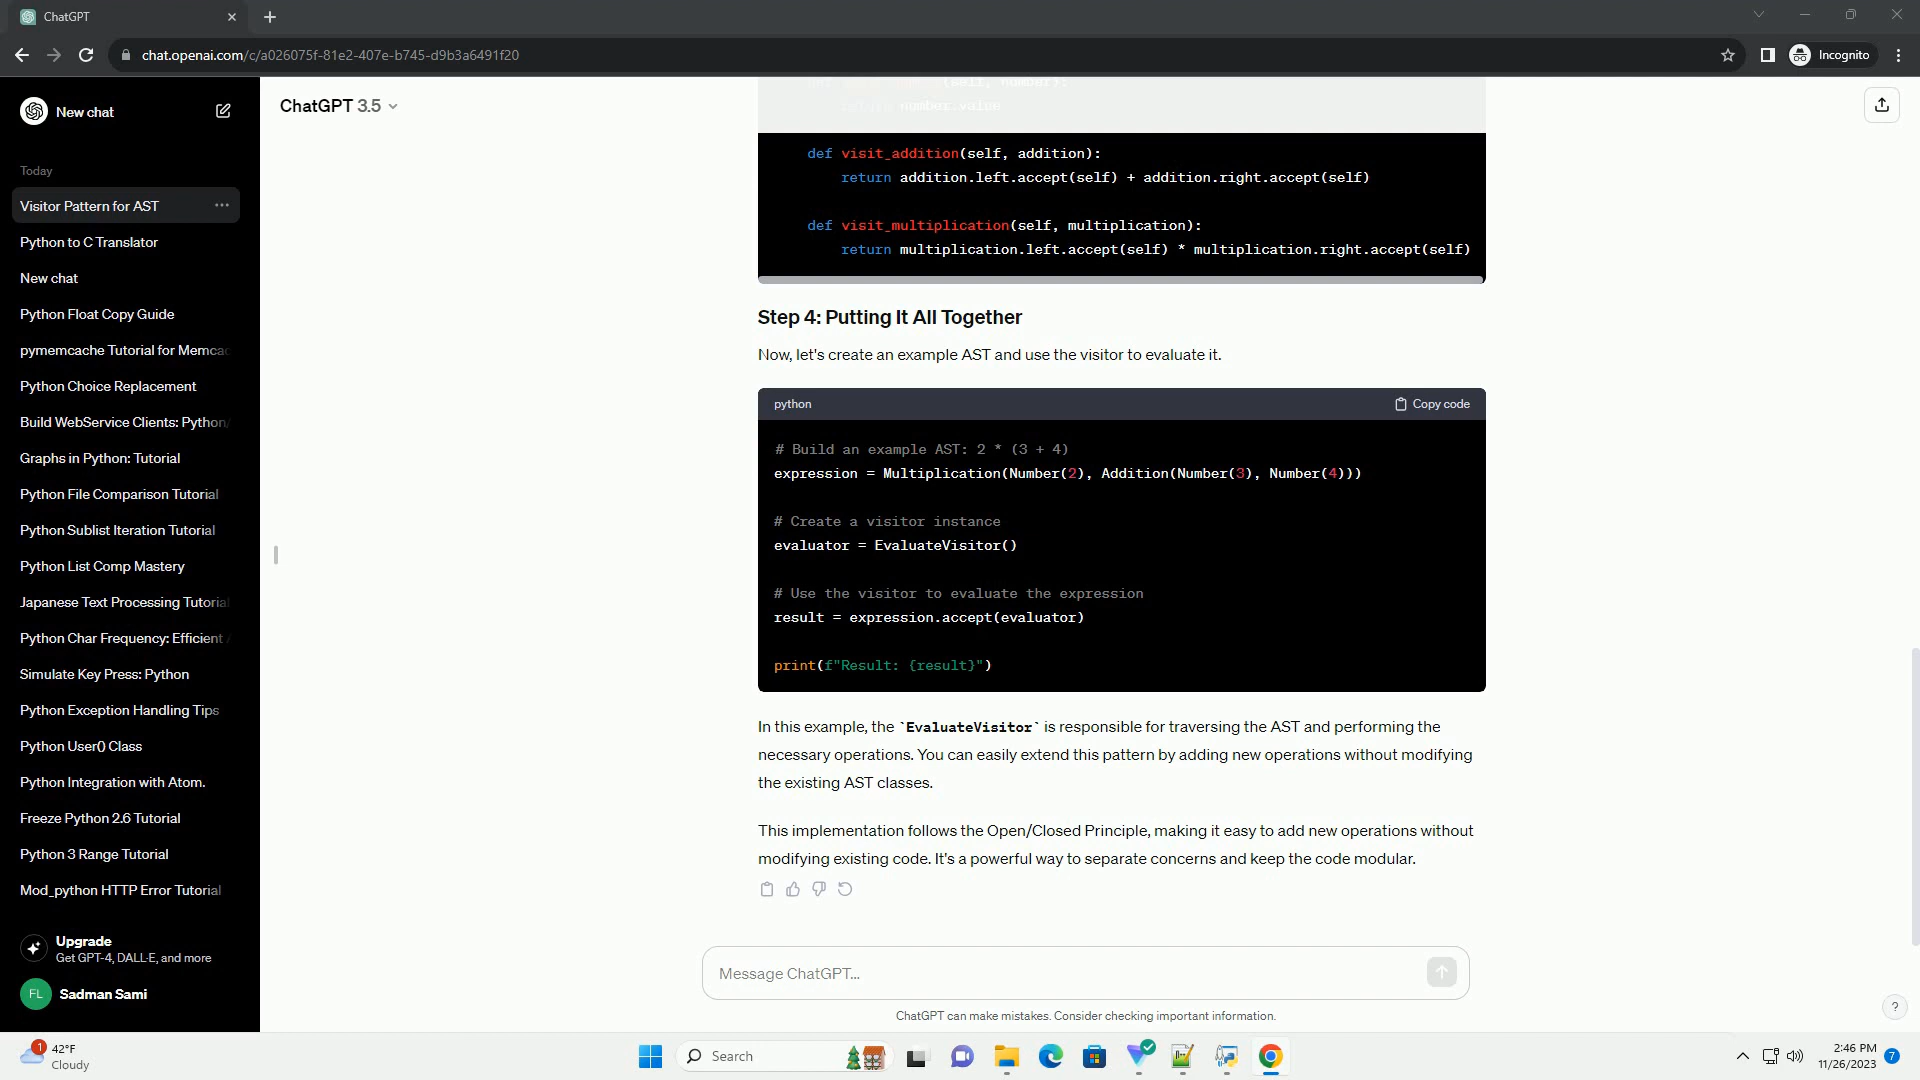 ChatGPT
chat.openai.com/c/a026075f-81e2-407e-b745-d9b3a6491f20
Incognito
New chat
Today
Visitor Pattern for AST
Python to C Translator
New chat
Python Float Copy Guide
pymemcache Tutorial for Memcac
Python Choice Replacement
Build WebService Clients: Python/
Graphs in Python: Tutorial
Python File Comparison Tutorial
Python Sublist Iteration Tutorial
Python List Comp Mastery
Japanese Text Processing Tutorial
Python Char Frequency: Efficient A
Simulate Key Press: Python
Python Exception Handling Tips
Python User() Class
Python Integration with Atom.
Freeze Python 2.6 Tutorial
Python 3 Range Tutorial
Mod_python HTTP Error Tutorial
Upgrade
Get GPT-4, DALL·E, and more
FL
Sadman Sami
ChatGPT 3.5
(self, number):
return number.value
def visit_addition(self, addition):
return addition.left.accept(self) + addition.right.accept(self)
def visit_multiplication(self, multiplication):
return multiplication.left.accept(self) * multiplication.right.accept(self)
Step 4: Putting It All Together
Now, let's create an example AST and use the visitor to evaluate it.
python
Copy code
# Build an example AST: 2 * (3 + 4)
expression = Multiplication(Number(2), Addition(Number(3), Number(4)))
# Create a visitor instance
evaluator = EvaluateVisitor()
# Use the visitor to evaluate the expression
result = expression.accept(evaluator)
print(f"Result: {result}")
In this example, the `EvaluateVisitor` is responsible for traversing the AST and performing the
necessary operations. You can easily extend this pattern by adding new operations without modifying
the existing AST classes.
This implementation follows the Open/Closed Principle, making it easy to add new operations without
modifying existing code. It's a powerful way to separate concerns and keep the code modular.
Message ChatGPT...
ChatGPT can make mistakes. Consider checking important information.
?
1
42°F
Cloudy
Search
2:46 PM
11/26/2023
7